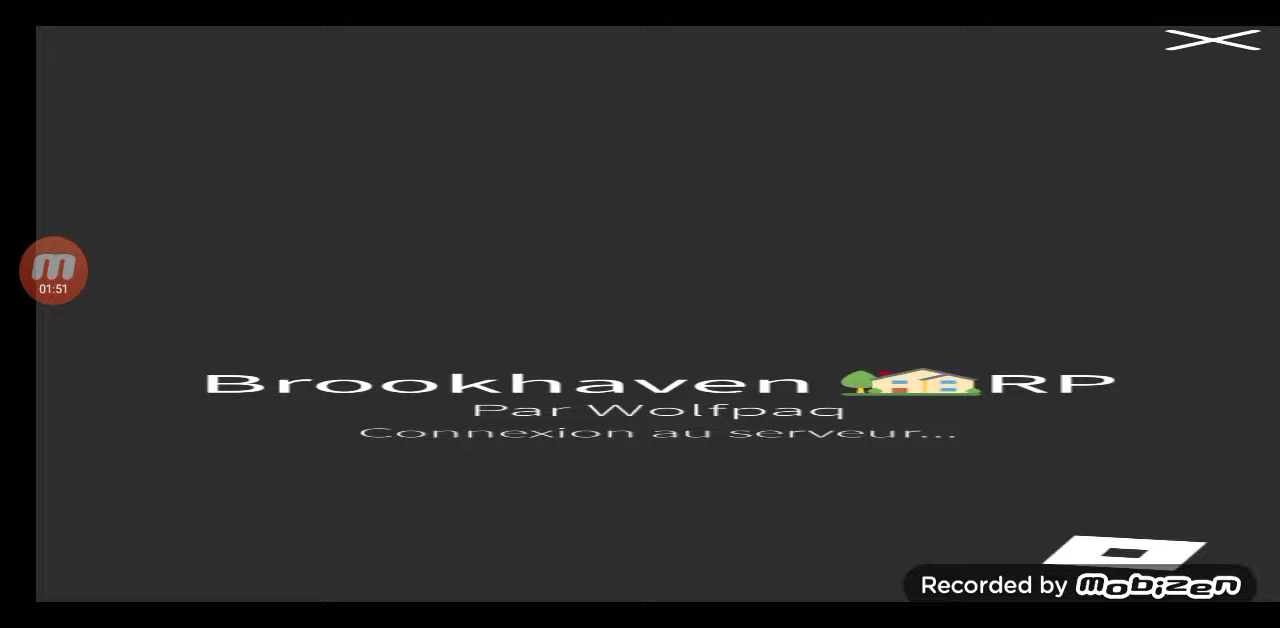 01:51
Brookhaven 🏡RP
Par Wolfpaq
Connexion au serveur...
Recorded by Mobizen